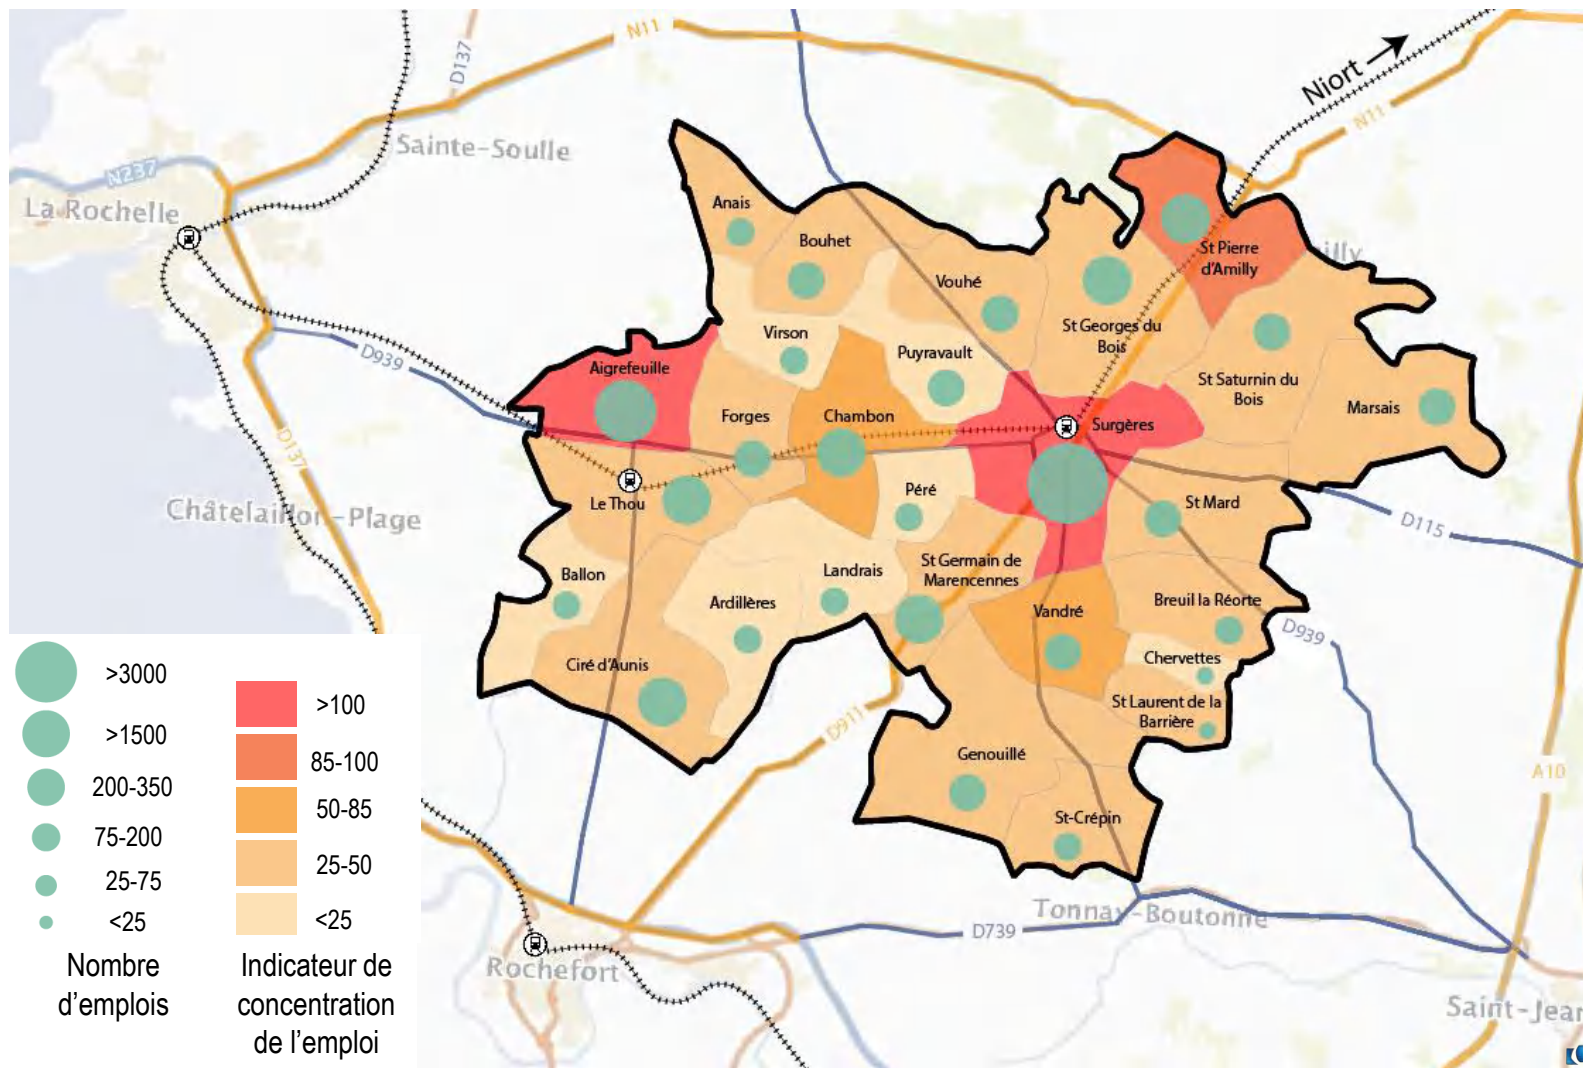 N11
D137
Niort
N11
Sainte-Soulle
N237
La Rochelle
Anais
Bouhet
St Pierre
d'Amilly
illy
Vouhé
St Georges du
Bois
Virson
Puyravault
D939
Aigrefeuille
St Saturnin du
Bois
Marsais
Forges
Chambon
Surgères
D137
Le Thou
Péré
St Mard
Châtelaillon-Plage
D115
St Germain de
Marencennes
Ballon
Landrais
Ardillères
Vandré
Breuil la Réorte
D939
Chervettes
Ciré d'Aunis
St Laurent de la
Barrière
D911
Genouillé
A10
St-Crépin
Tonnay-Boutonne
D739
Rochefort
Saint-Jean
>3000
>1500
200-350
75-200
25-75
<25
Nombre
d'emplois
>100
85-100
50-85
25-50
<25
Indicateur de
concentration
de l'emploi